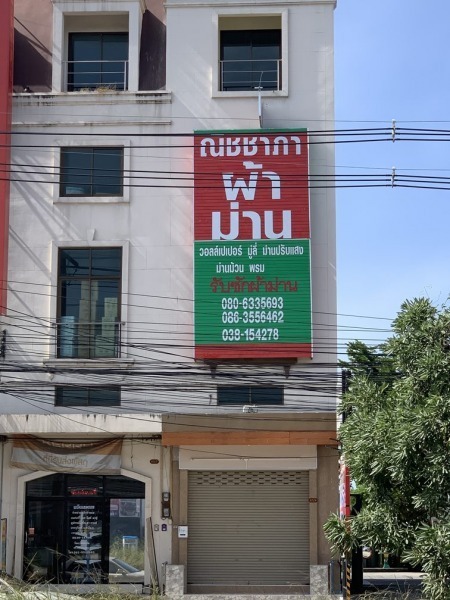 ณชชาภา
ผ้า
ม่าน
วอลล์เปเปอร์ มู่ลี่ ม่านปรับแสง
ม่านม้วน พรม
รับซักผ้าม่าน
080-6335693
086-3556462
038-154278